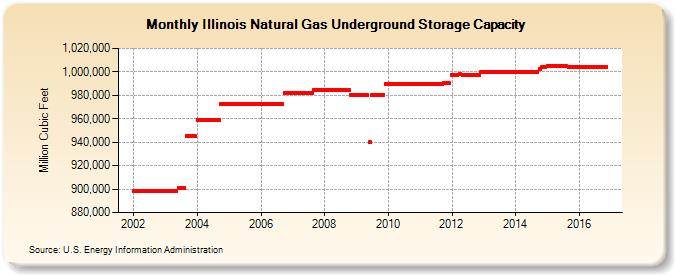 Monthly Illinois Natural Gas Underground Storage Capacity
Million Cubic Feet
1,020,000
1,000,000
980,000
960,000
940,000
920,000
900,000
880,000
2002 2004 2006 2008 2010 2012 2014 2016
Source: U.S. Energy Information Administration